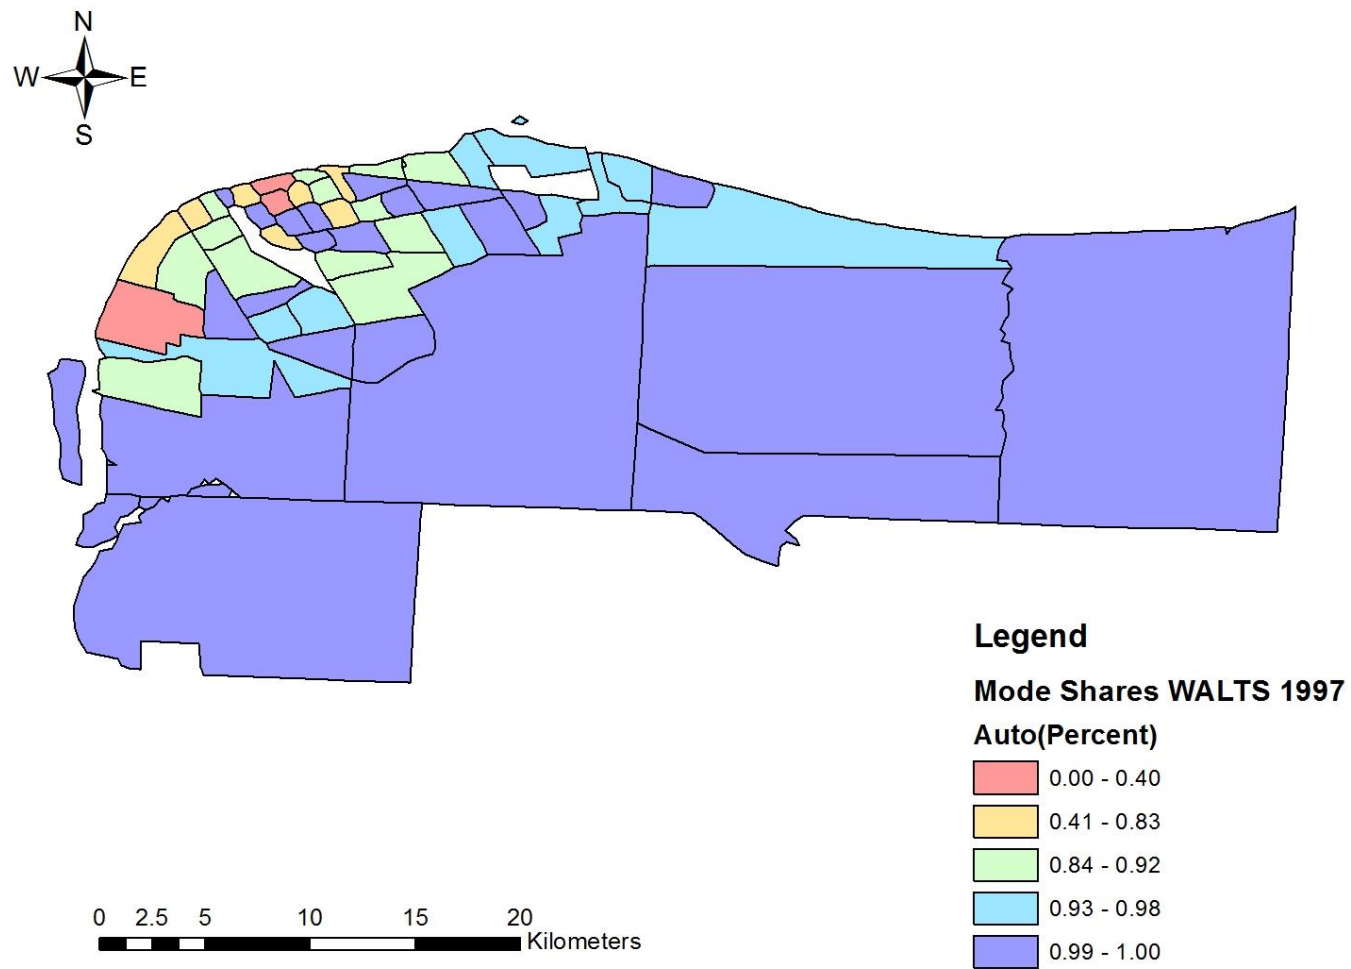 N
W E
S
Legend
Mode Shares WALTS 1997
Auto(Percent)
0.00 - 0.40
0.41 - 0.83
0.84 - 0.92
0.93 - 0.98
0.99 - 1.00
0 2.5 5 10 15 20
Kilometers